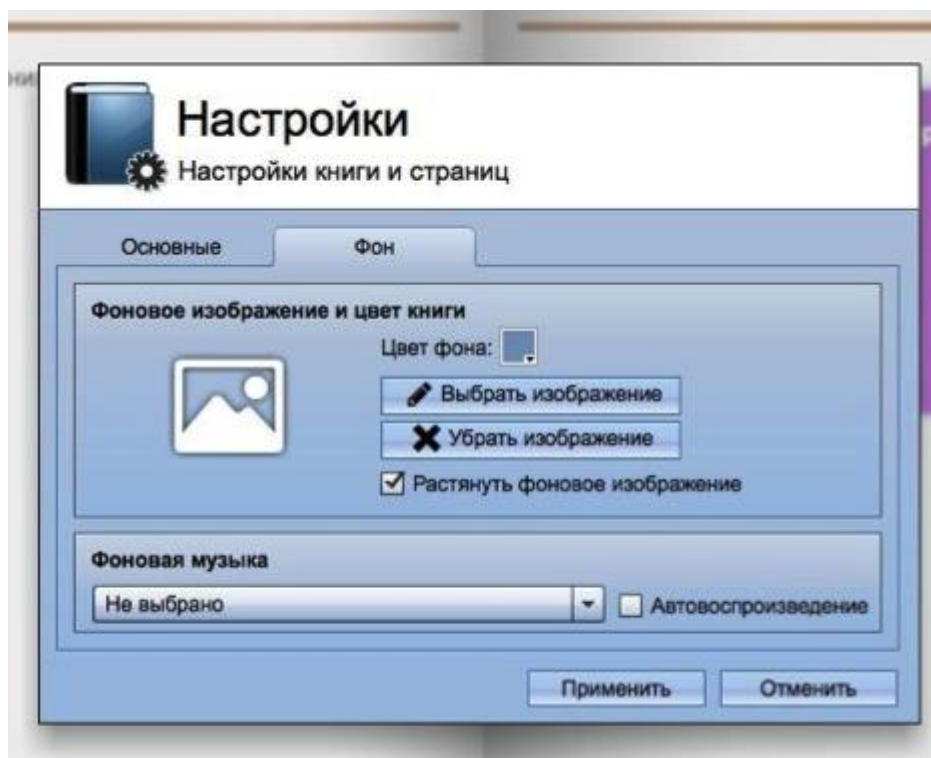 Настройки
Настройки книги и страниц
Основные
Фон
Фоновое изображение и цвет книги
Цвет фона:
Выбрать изображение
Убрать изображение
Растянуть фоновое изображение
Фоновая музыка
Не выбрано
Автовоспроизведение
Применить
Отменить